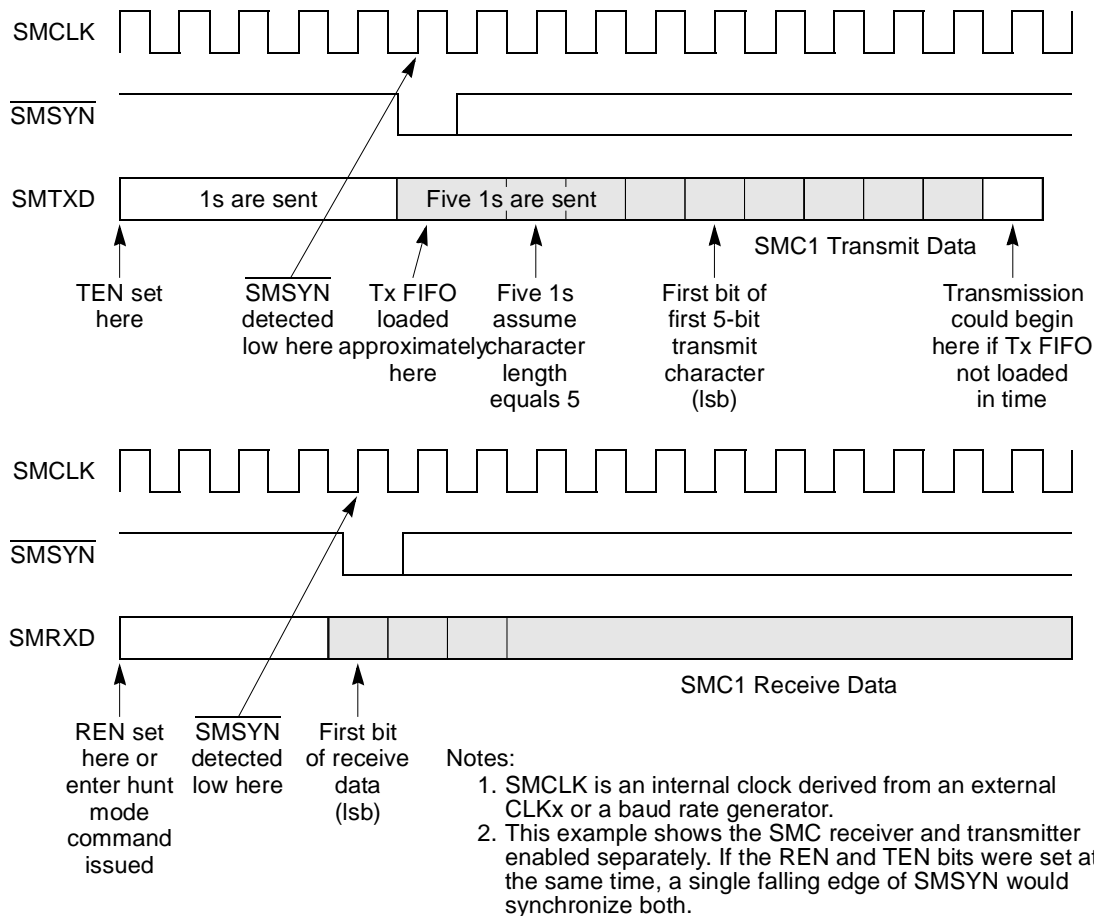 SMCLK
SMSYN
SMTXD
1s are sent
Five 1s are sent
SMC1 Transmit Data
TEN set
here
SMSYN
detected
low here
Tx FIFO
loaded
approximately
here
Five 1s
assume
character
length
equals 5
First bit of
first 5-bit
transmit
character
(lsb)
Transmission
could begin
here if Tx FIFO
not loaded
in time
SMCLK
SMSYN
SMRXD
SMC1 Receive Data
REN set
here or
enter hunt
mode
command
issued
SMSYN
detected
low here
First bit
of receive
data
(lsb)
Notes:
1. SMCLK is an internal clock derived from an external
CLKx or a baud rate generator.
2. This example shows the SMC receiver and transmitter
enabled separately. If the REN and TEN bits were set at
the same time, a single falling edge of SMSYN would
synchronize both.